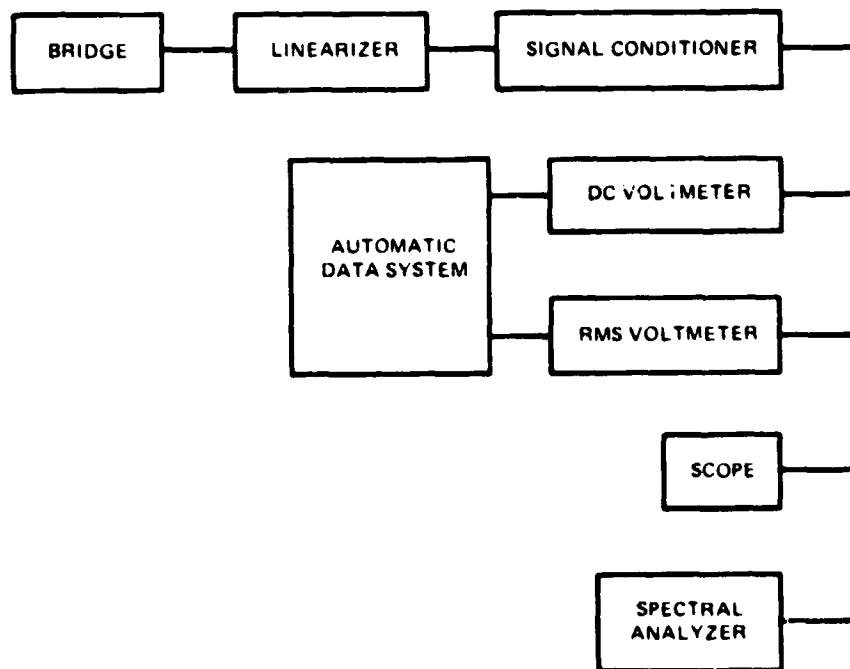 BRIDGE
LINEARIZER
SIGNAL CONDITIONER
AUTOMATIC
DATA SYSTEM
DC VOLTMETER
RMS VOLTMETER
SCOPE
SPECTRAL
ANALYZER